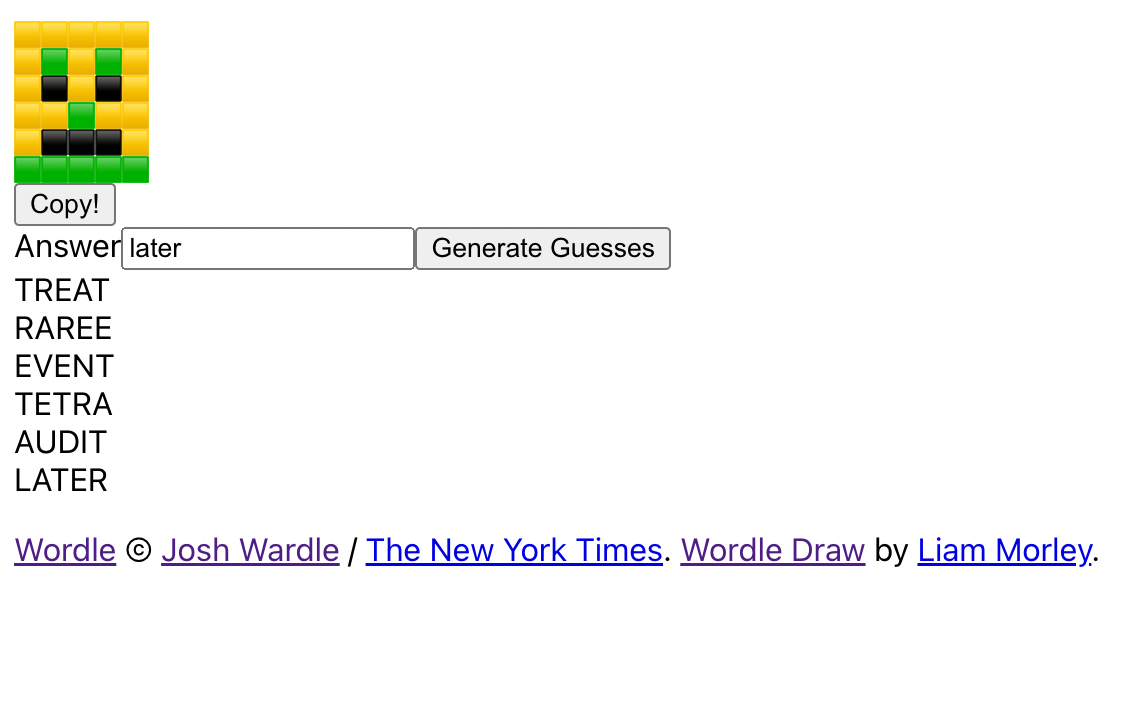 Copy!
Answer later Generate Guesses
TREAT
RAREE
EVENT
TETRA
AUDIT
LATER
Wordle © Josh Wardle / The New York Times. Wordle Draw by Liam Morley.